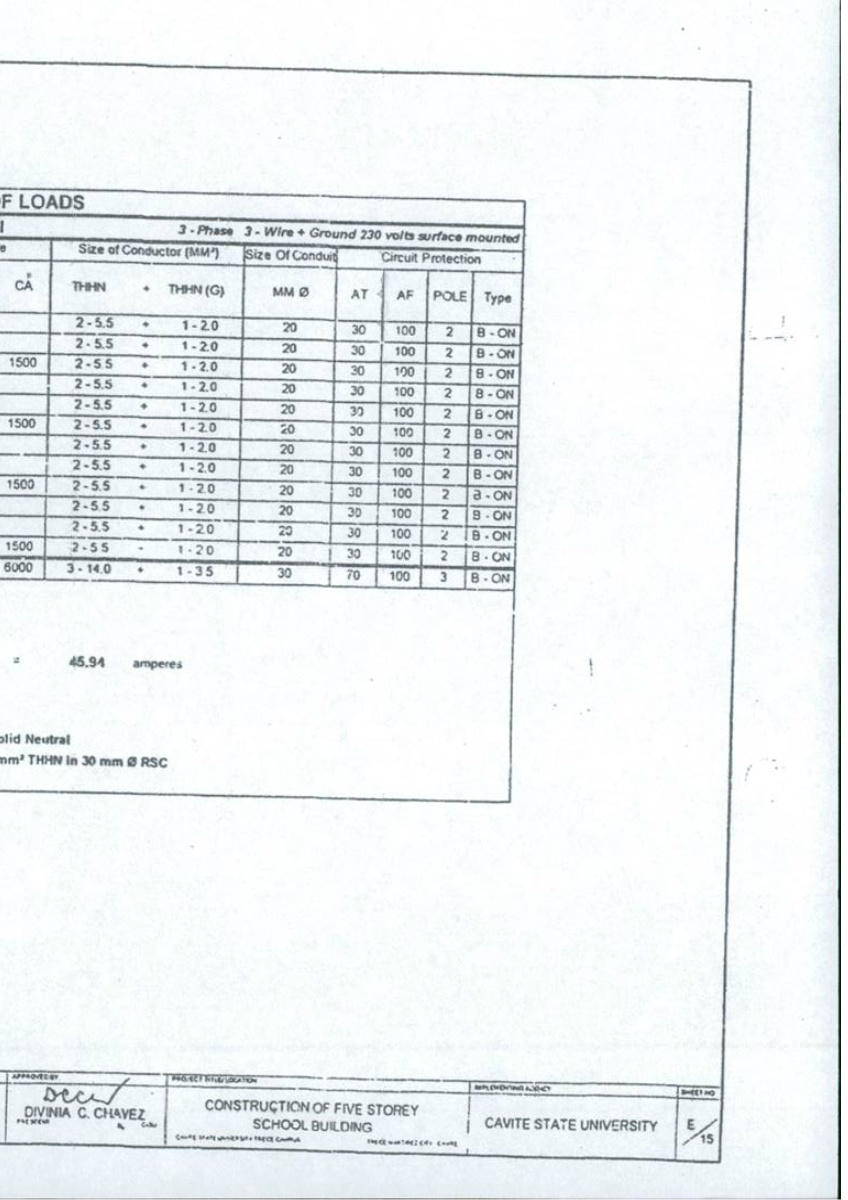 F LOADS
3 - Phase 3 - Wire + Ground 230 volts surface mounted
e Size of Conductor (MM²) Size Of Conduit Circuit Protection
CA THHN + THHN (G) MM Ø AT AF POLE Type
2 - 5.5 + 1 - 2.0 20 30 100 2 B - ON
2 - 5.5 + 1 - 2.0 20 30 100 2 B - ON
1500 2 - 5.5 + 1 - 2.0 20 30 100 2 B - ON
2 - 5.5 + 1 - 2.0 20 30 100 2 B - ON
2 - 5.5 + 1 - 2.0 20 30 100 2 B - ON
1500 2 - 5.5 + 1 - 2.0 20 30 100 2 B - ON
2 - 5.5 + 1 - 2.0 20 30 100 2 B - ON
2 - 5.5 + 1 - 2.0 20 30 100 2 B - ON
1500 2 - 5.5 + 1 - 2.0 20 30 100 2 B - ON
2 - 5.5 + 1 - 2.0 20 30 100 2 B - ON
2 - 5.5 + 1 - 2.0 20 30 100 2 B - ON
1500 2 - 5.5 + 1 - 2.0 20 30 100 2 B - ON
6000 3 - 14.0 + 1 - 3.5 30 70 100 3 B - ON
= 45.94 amperes
olid Neutral
mm² THHN in 30 mm Ø RSC
APPROVED BY
DIVINIA C. CHAVEZ
PROJECT TITLE/LOCATION
CONSTRUCTION OF FIVE STOREY
SCHOOL BUILDING
IMPLEMENTING AGENCY
CAVITE STATE UNIVERSITY
SHEET NO
E/15